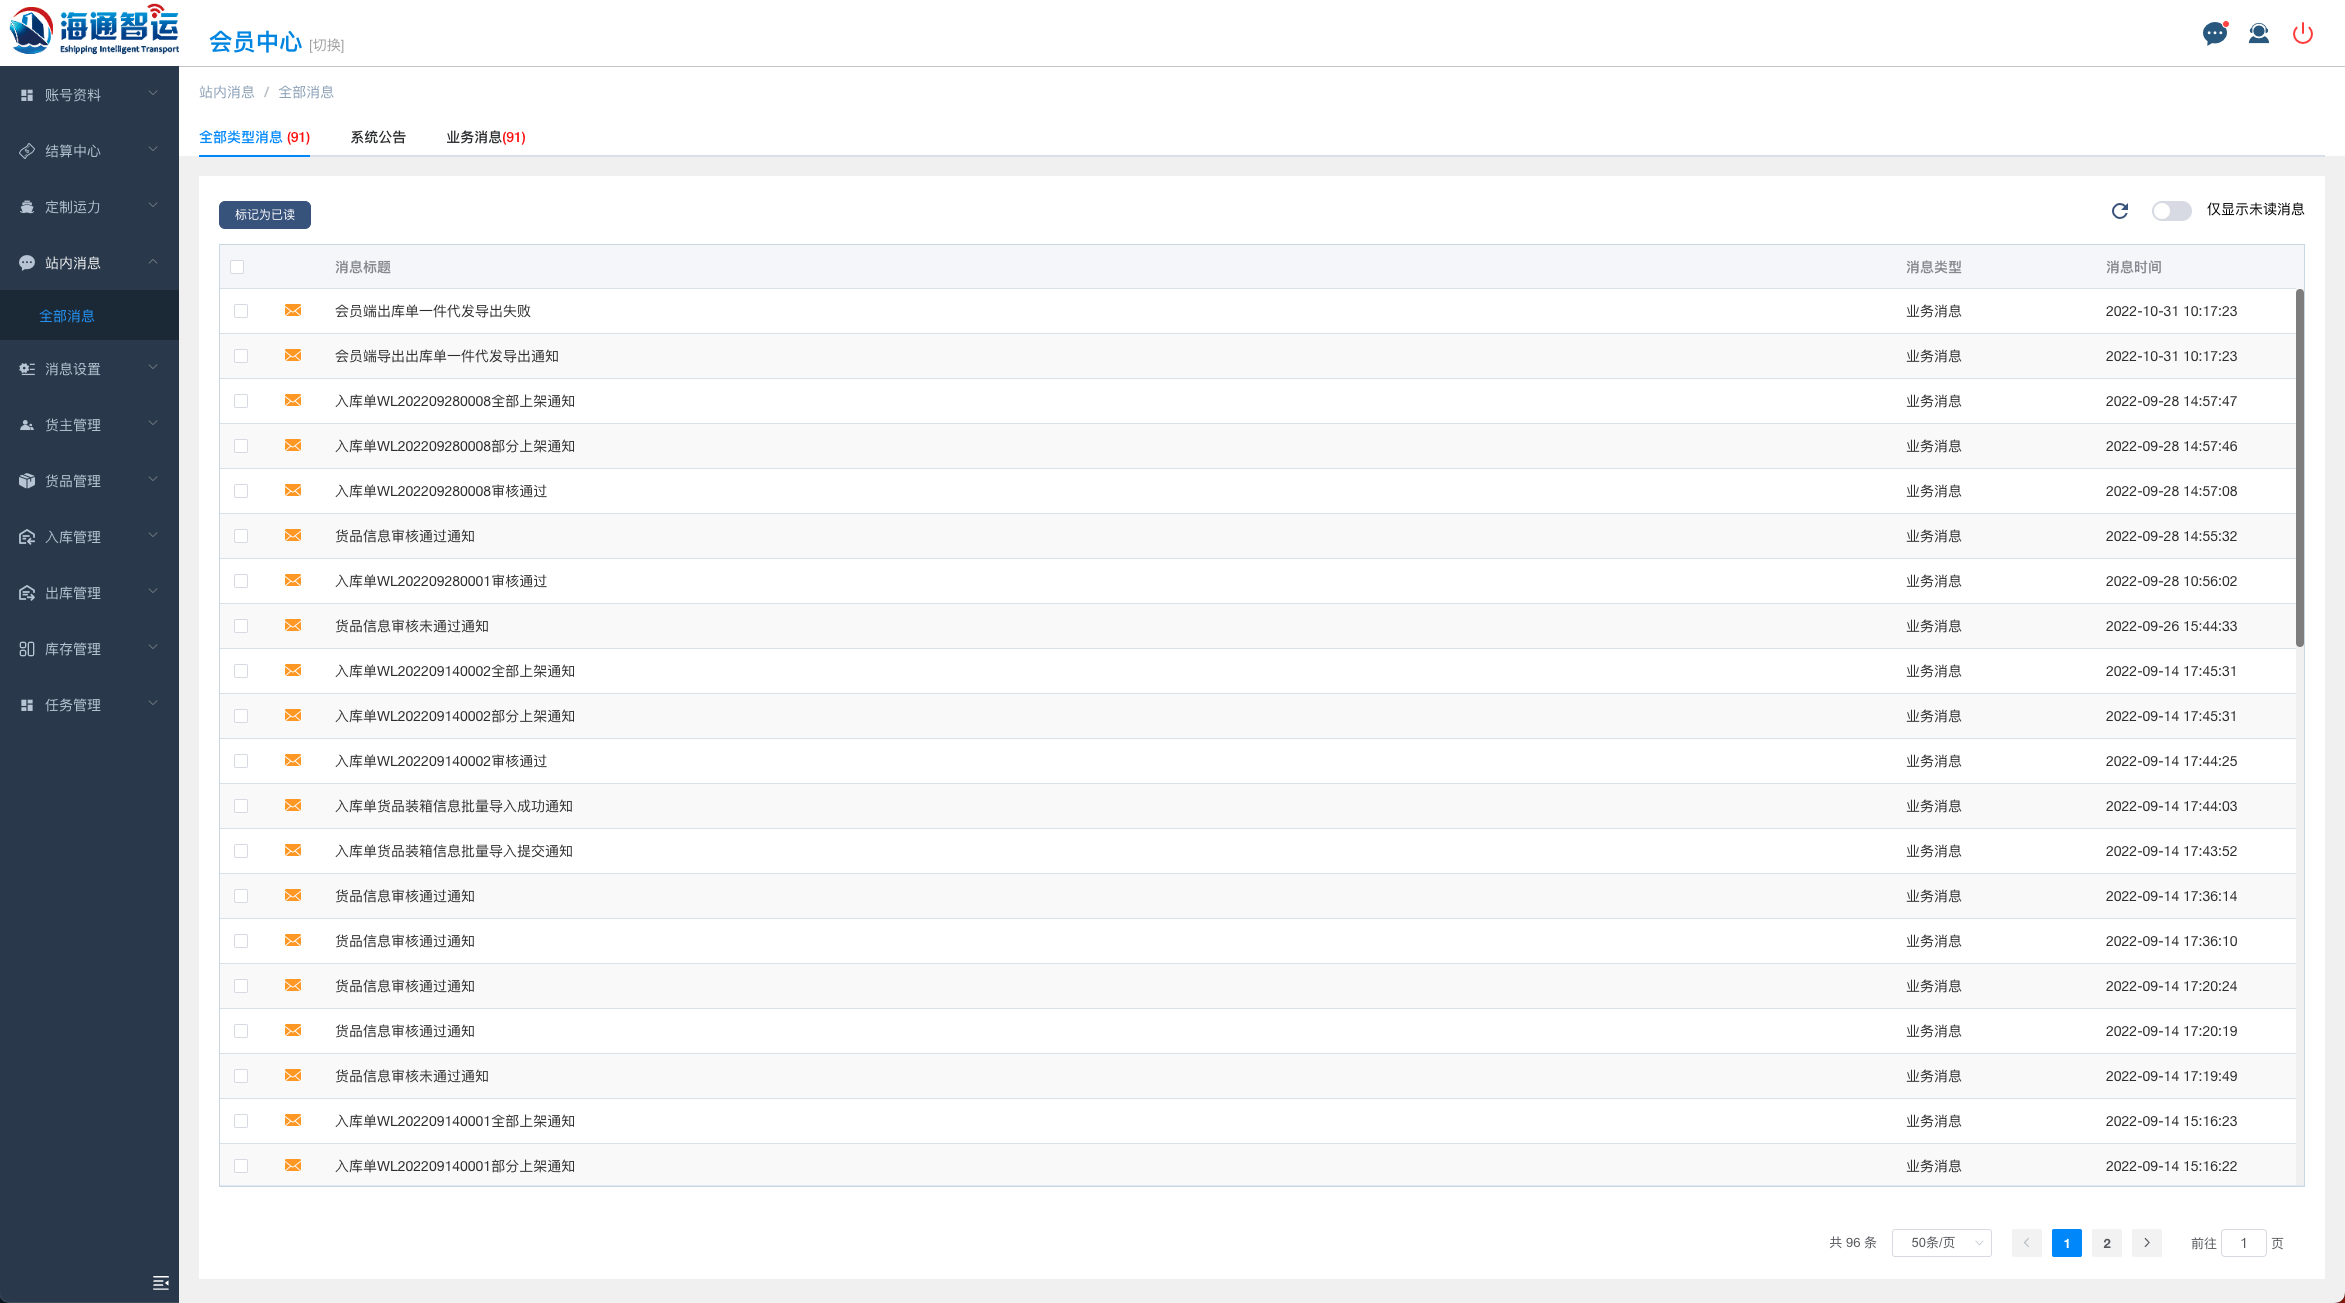 海通智运
Eshipping Intelligent Transport
会员中心 [切换]
账号资料
结算中心
定制运力
站内消息
全部消息
消息设置
货主管理
货品管理
入库管理
出库管理
库存管理
任务管理
站内消息 / 全部消息
全部类型消息 (91) 系统公告 业务消息(91)
标记为已读 仅显示未读消息
消息标题 消息类型 消息时间
会员端出库单一件代发导出失败 业务消息 2022-10-31 10:17:23
会员端导出出库单一件代发导出通知 业务消息 2022-10-31 10:17:23
入库单WL202209280008全部上架通知 业务消息 2022-09-28 14:57:47
入库单WL202209280008部分上架通知 业务消息 2022-09-28 14:57:46
入库单WL202209280008审核通过 业务消息 2022-09-28 14:57:08
货品信息审核通过通知 业务消息 2022-09-28 14:55:32
入库单WL202209280001审核通过 业务消息 2022-09-28 10:56:02
货品信息审核未通过通知 业务消息 2022-09-26 15:44:33
入库单WL202209140002全部上架通知 业务消息 2022-09-14 17:45:31
入库单WL202209140002部分上架通知 业务消息 2022-09-14 17:45:31
入库单WL202209140002审核通过 业务消息 2022-09-14 17:44:25
入库单货品装箱信息批量导入成功通知 业务消息 2022-09-14 17:44:03
入库单货品装箱信息批量导入提交通知 业务消息 2022-09-14 17:43:52
货品信息审核通过通知 业务消息 2022-09-14 17:36:14
货品信息审核通过通知 业务消息 2022-09-14 17:36:10
货品信息审核通过通知 业务消息 2022-09-14 17:20:24
货品信息审核通过通知 业务消息 2022-09-14 17:20:19
货品信息审核未通过通知 业务消息 2022-09-14 17:19:49
入库单WL202209140001全部上架通知 业务消息 2022-09-14 15:16:23
入库单WL202209140001部分上架通知 业务消息 2022-09-14 15:16:22
共 96 条 50条/页 1 2 前往 1 页